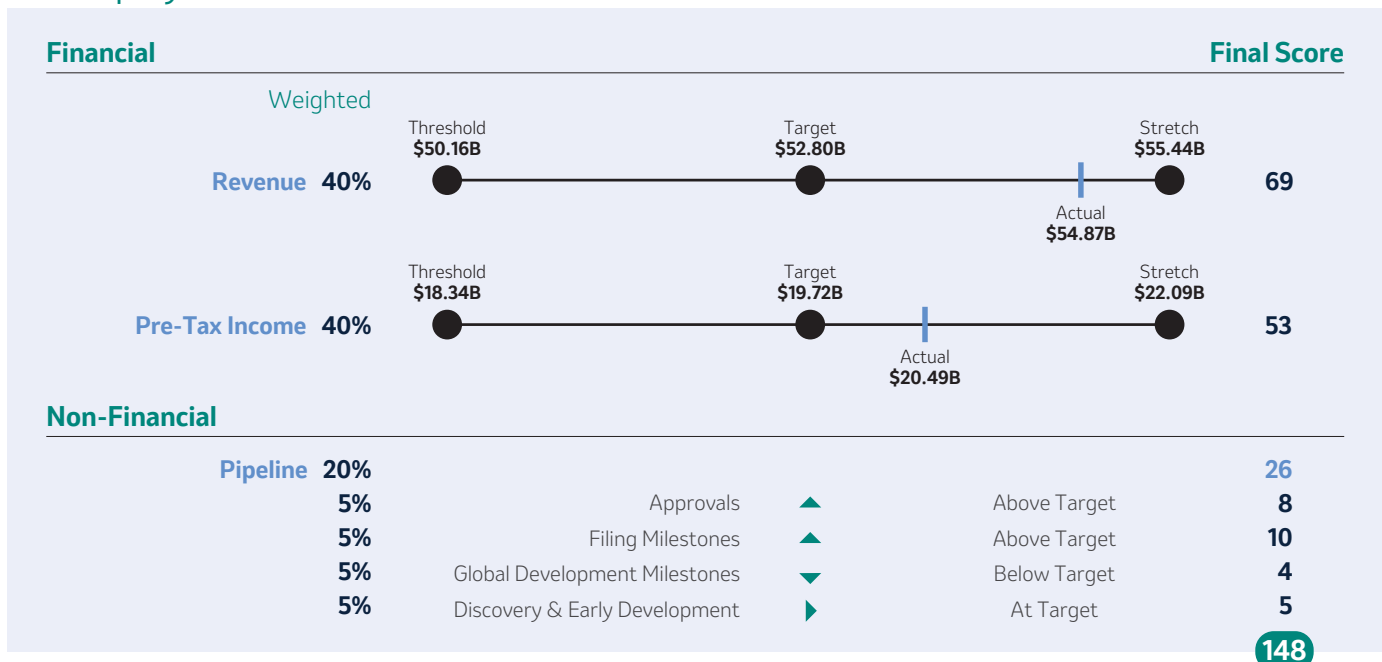 Financial Final Score
Weighted
Threshold Target Stretch
$50.16B $52.80B $55.44B
Revenue 40% 69
Actual
$54.87B
Threshold Target Stretch
$18.34B $19.72B $22.09B
Pre-Tax Income 40% 53
Actual
$20.49B
Non-Financial
Pipeline 20% 26
5% Approvals Above Target 8
5% Filing Milestones Above Target 10
5% Global Development Milestones Below Target 4
5% Discovery & Early Development At Target 5
148